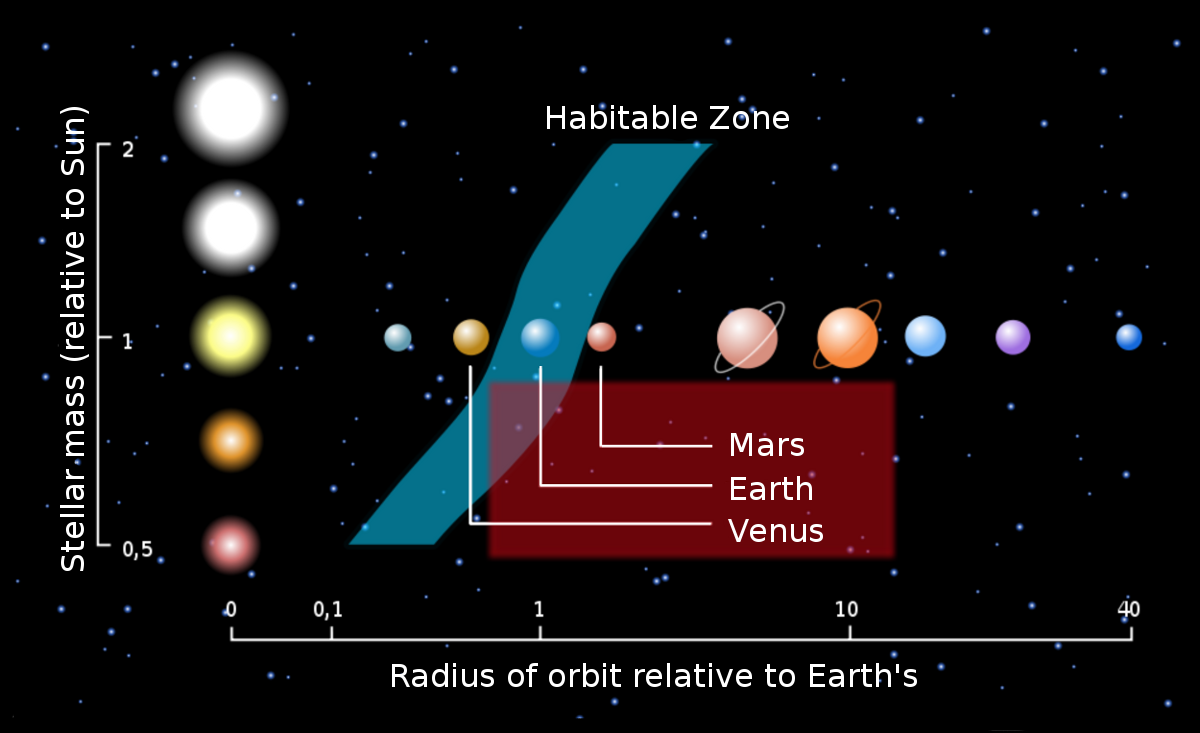 Habitable Zone
Stellar mass (relative to Sun)
2
1
0,5
Mars
Earth
Venus
0 0,1 1 10 40
Radius of orbit relative to Earth's